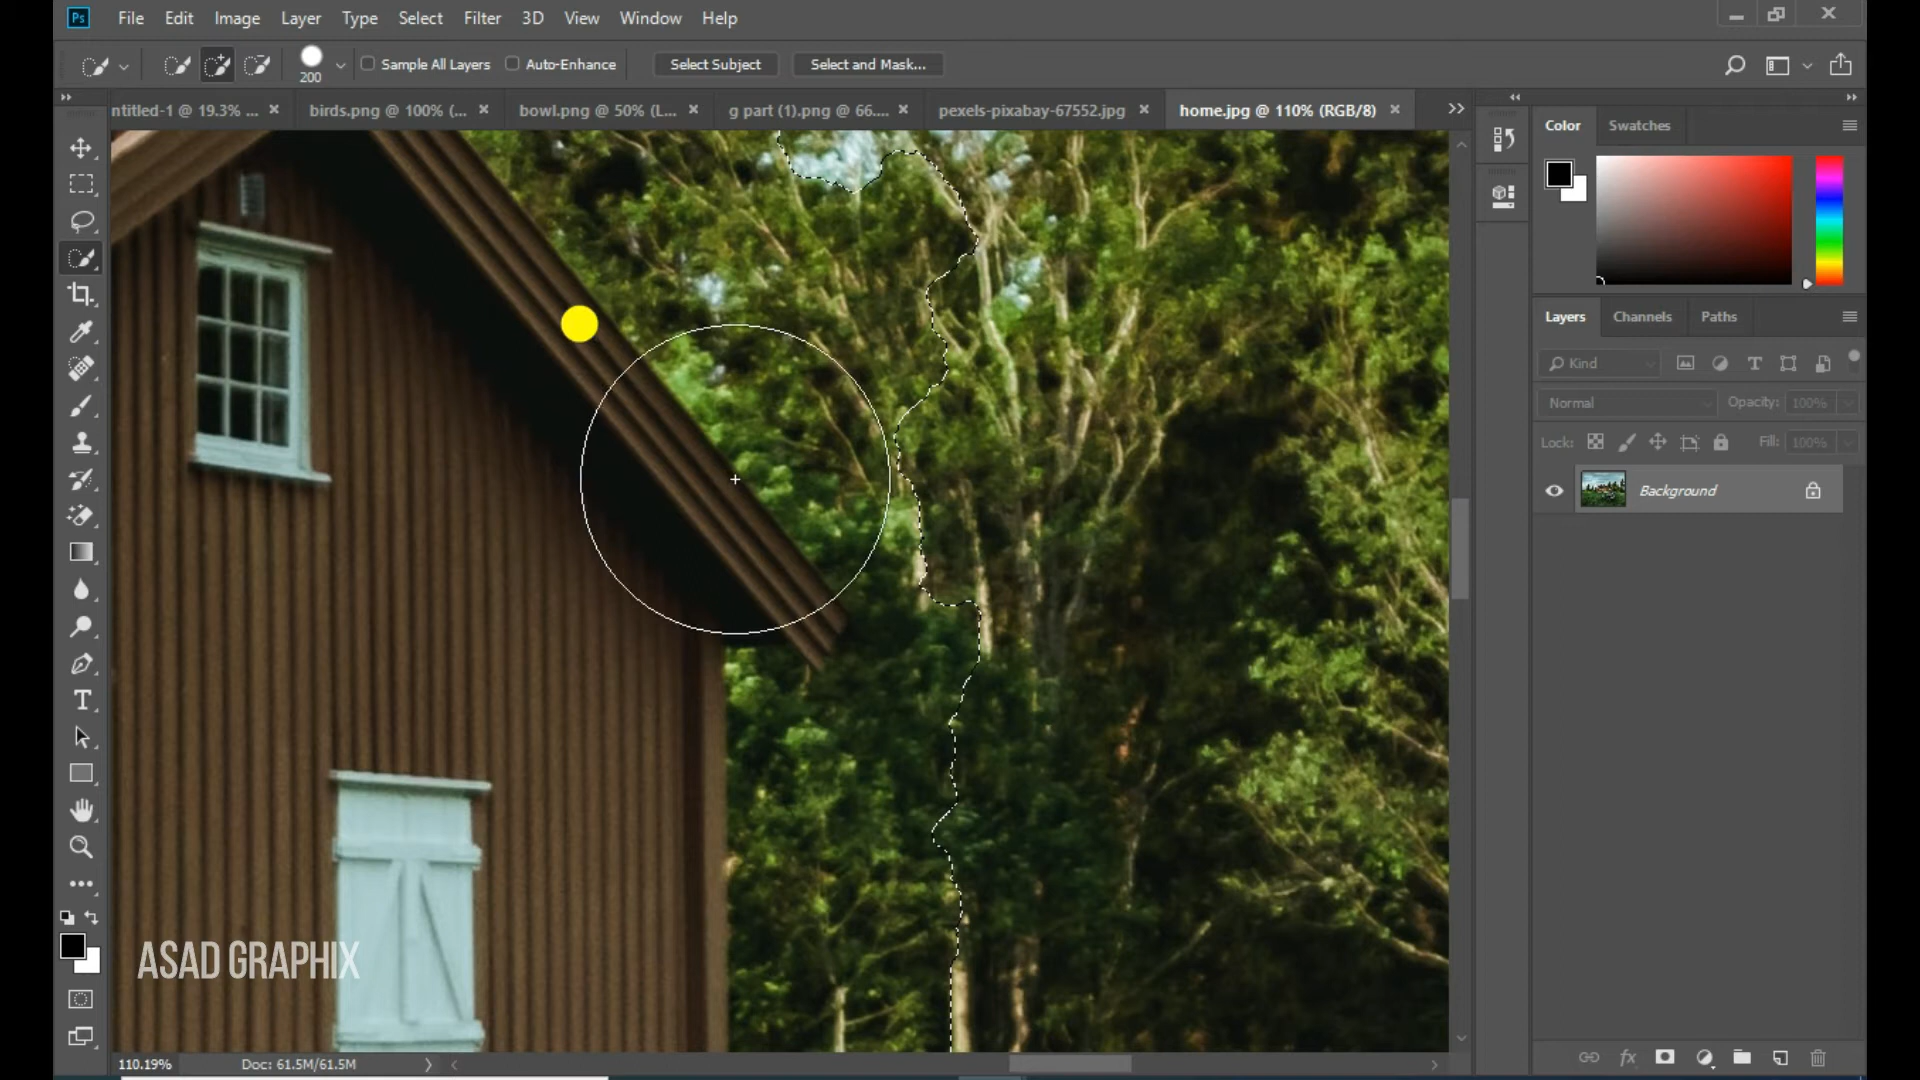 Ps File Edit Image Layer Type Select Filter 3D View Window Help
200 Sample All Layers Auto-Enhance Select Subject Select and Mask...
ntitled-1 @ 19.3% ... birds.png @ 100% (... bowl.png @ 50% (L... g part (1).png @ 66.... pexels-pixabay-67552.jpg home.jpg @ 110% (RGB/8)
Color Swatches
Layers Channels Paths
Kind
Normal Opacity: 100%
Lock: Fill: 100%
Background
ASAD GRAPHIX
110.19% Doc: 61.5M/61.5M